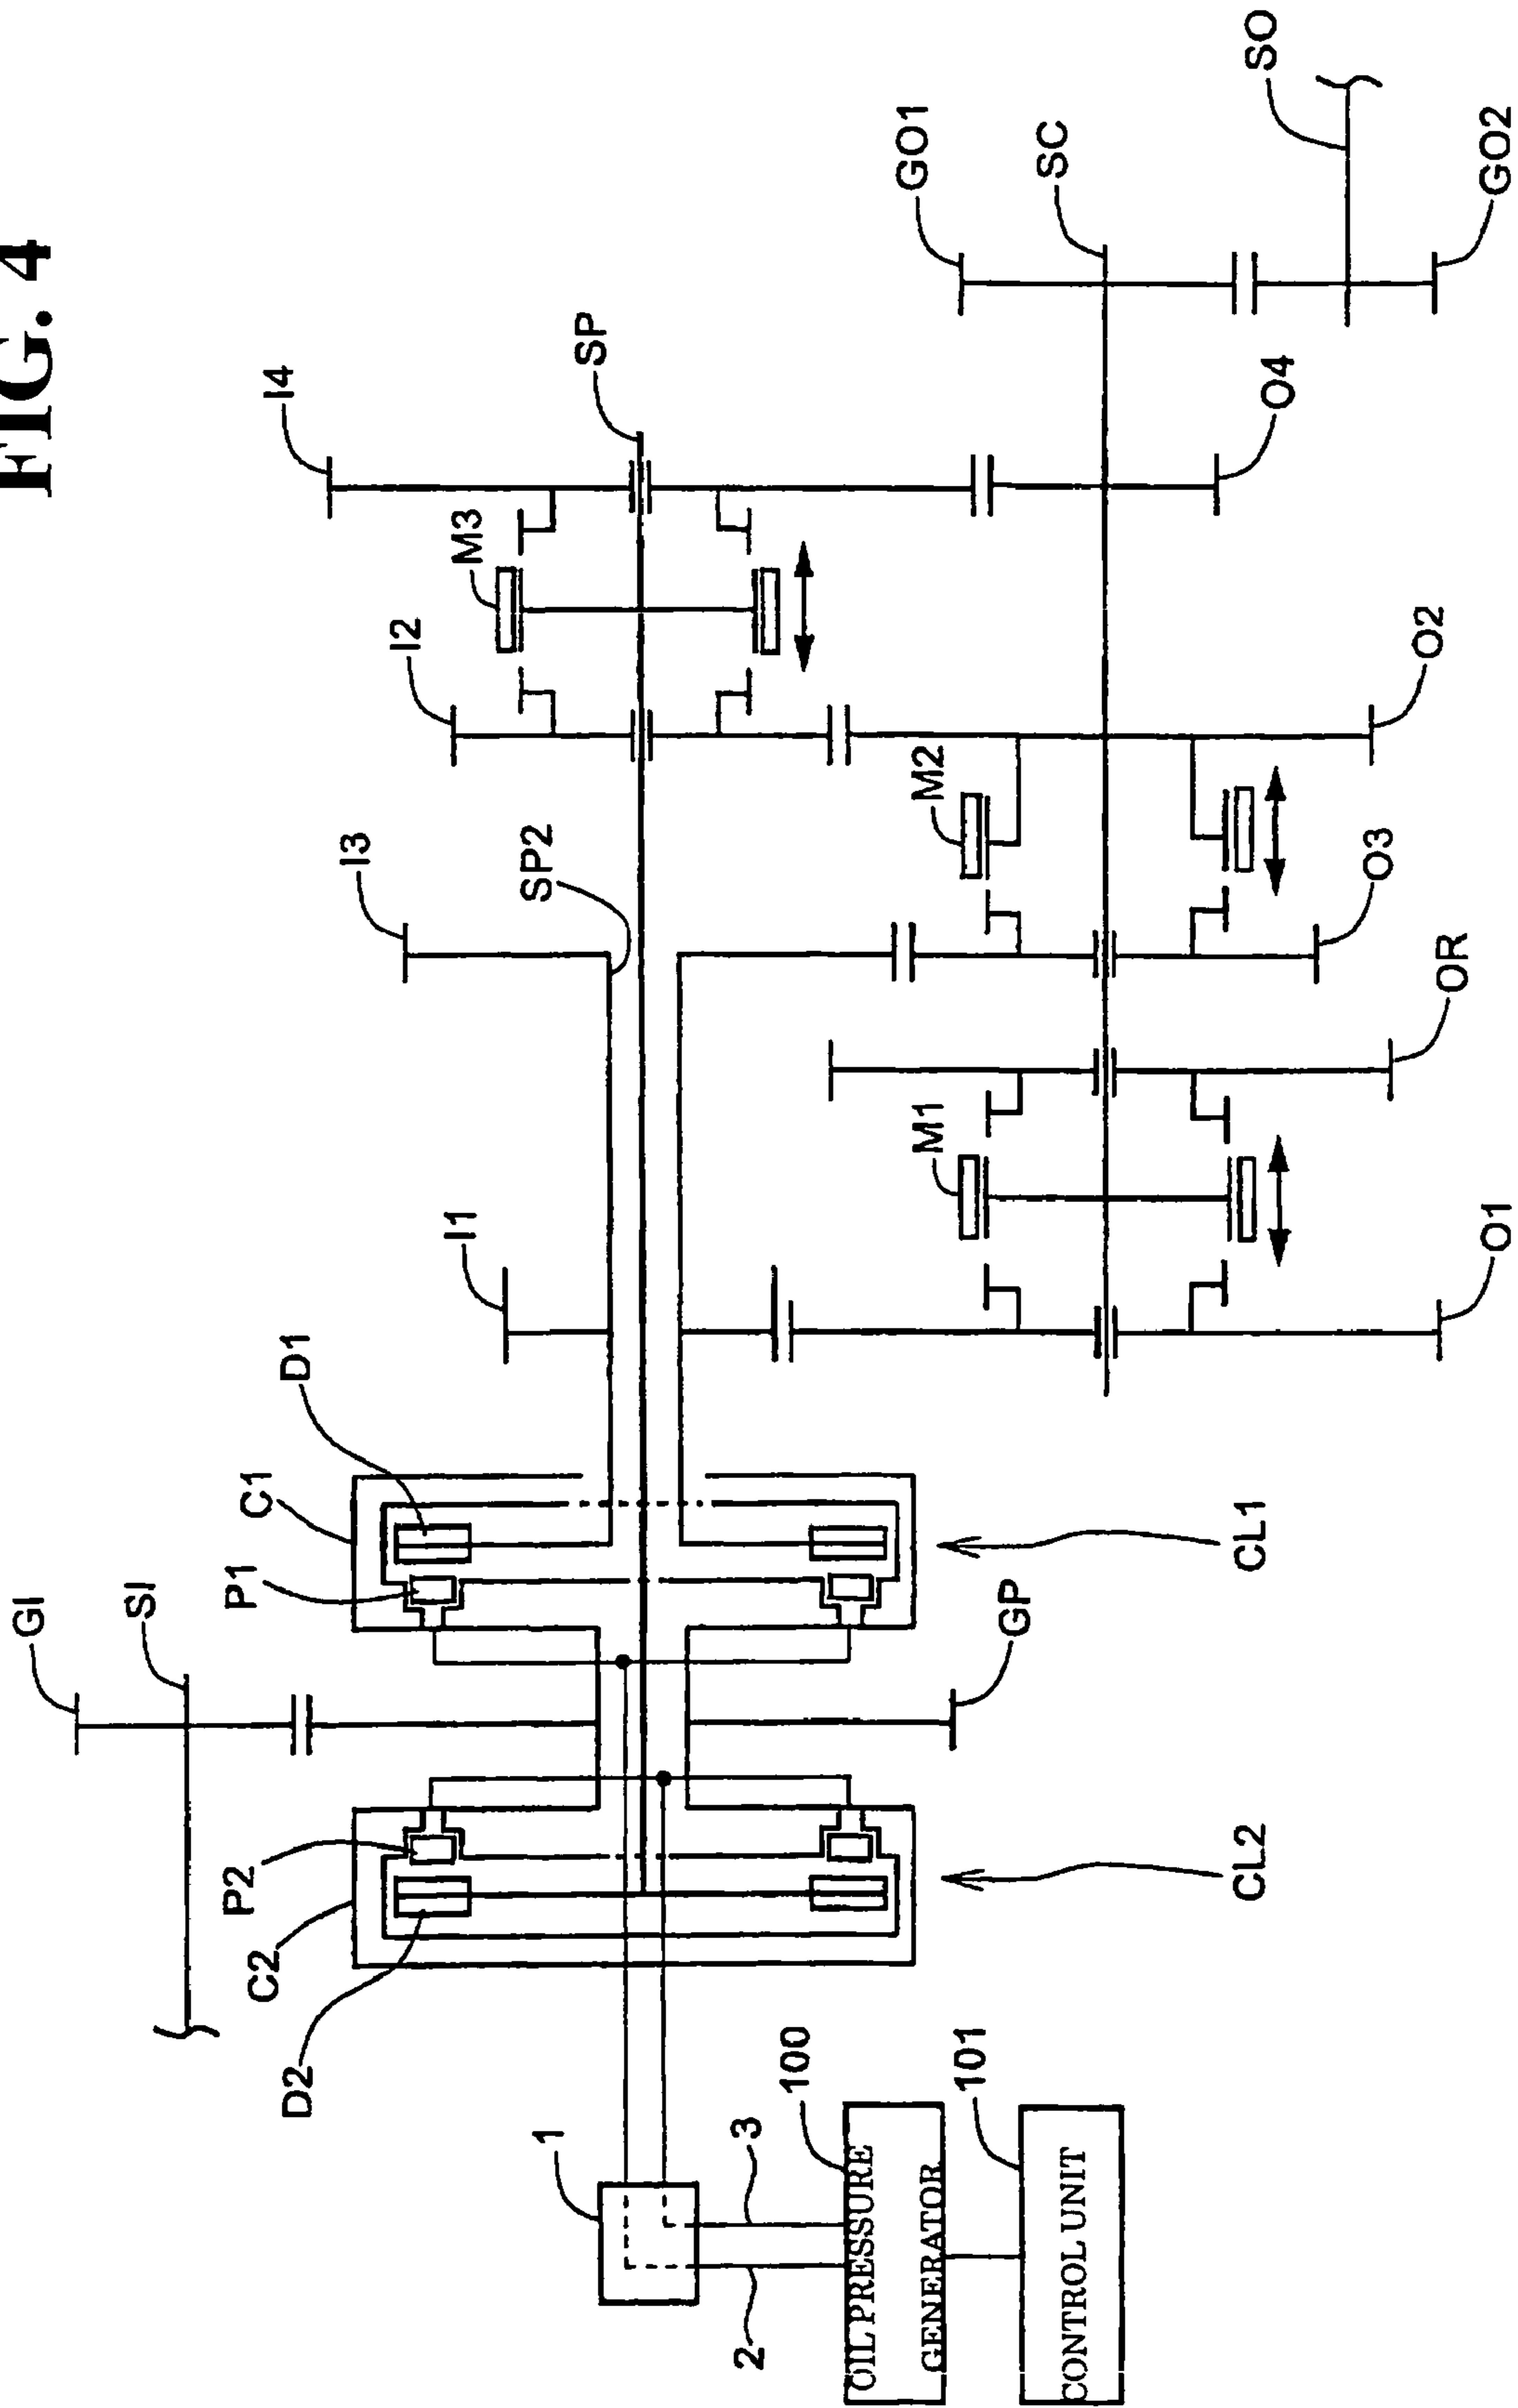 FIG. 4
GI
SI
P1
C1
D1
I1
I3
SP2
I2
M3
I4
SP
GO1
SC
SO
GO2
O4
O2
M2
O3
OR
M1
O1
CL1
GP
CL2
P2
C2
D2
1
3
2
100
OIL PRESSURE
GENERATOR
101
CONTROL UNIT